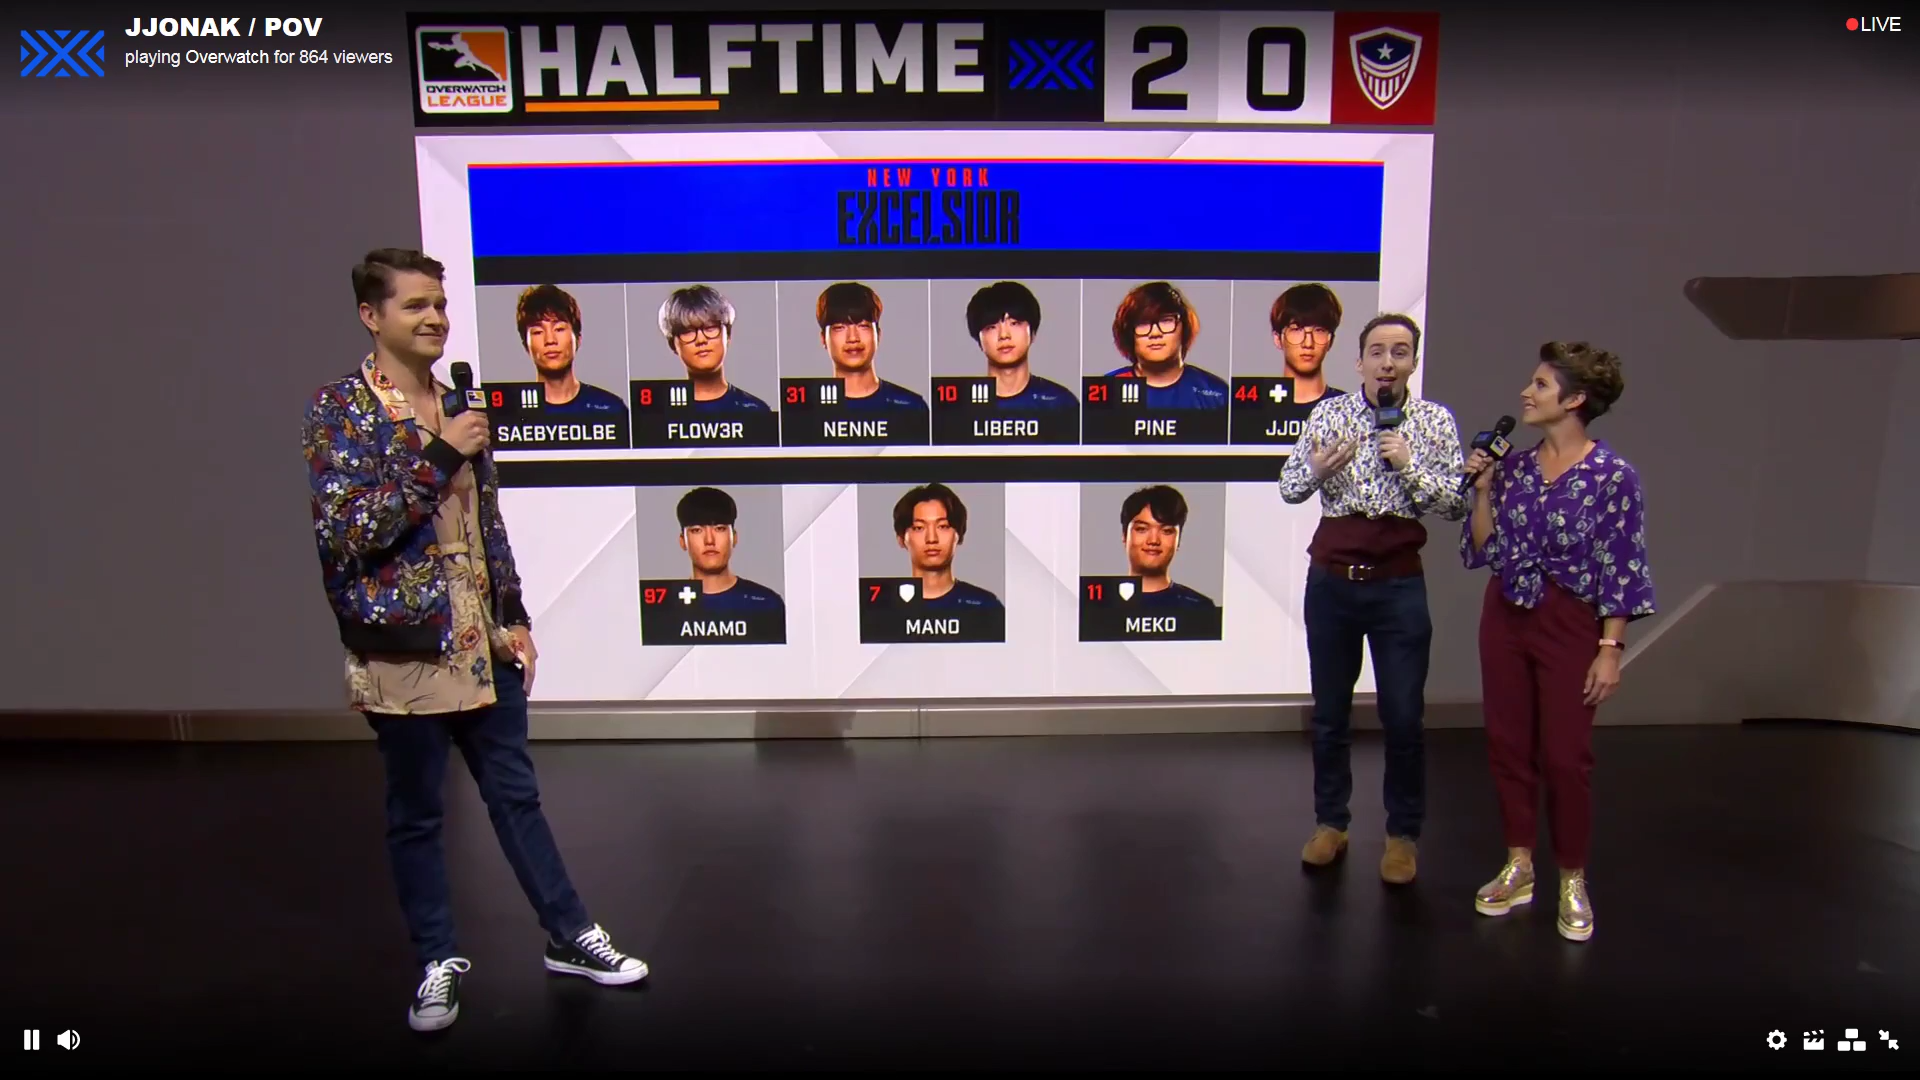 JJONAK / POV
playing Overwatch for 864 viewers
LIVE
OVERWATCH
LEAGUE
HALFTIME
2 0
NEW YORK
EXCELSIOR
9
SAEBYEOLBE
8
FLOW3R
31
NENNE
10
LIBERO
21
PINE
44
JJO
97
ANAMO
7
MANO
11
MEKO